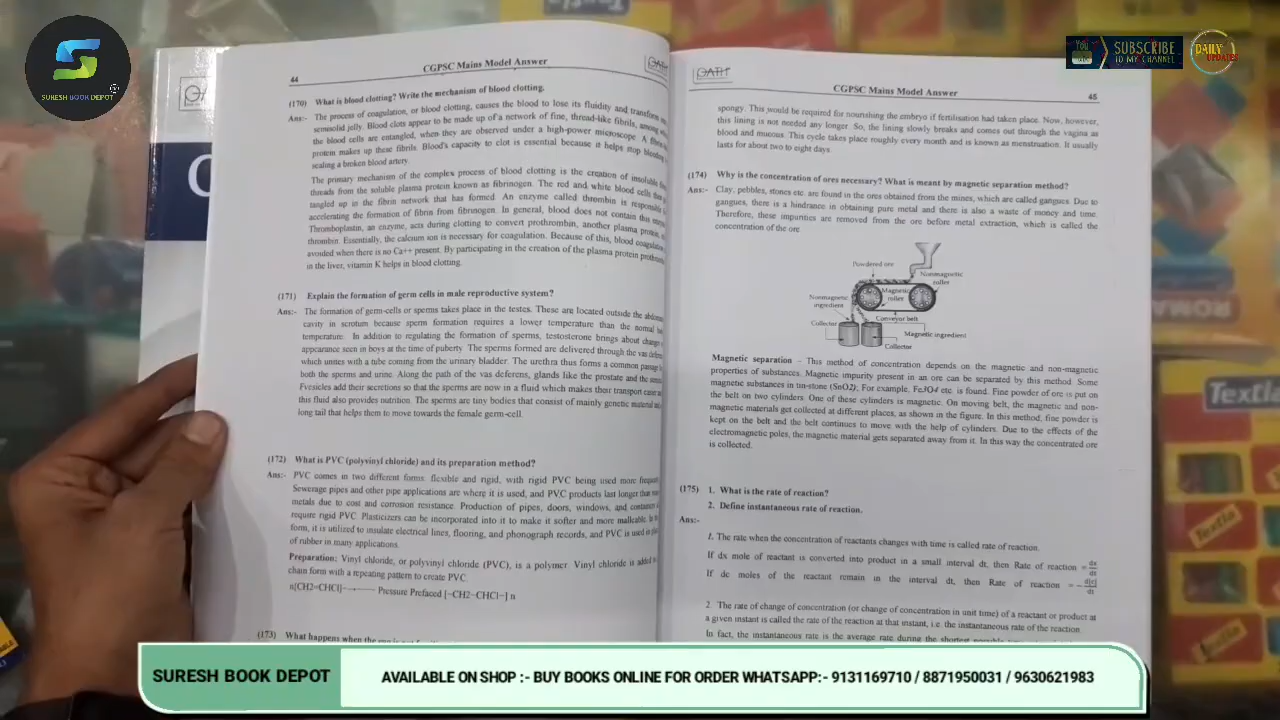 SURESH BOOK DEPOT
YOU
SUBSCRIBE
TO MY CHANNEL
DAILY
UPDATES
44
CGPSC Mains Model Answer
(170) What is blood clotting? Write the mechanism of blood clotting.
Ans:- The process of coagulation, or blood clotting, causes the blood to lose its fluidity and transform
semisolid jelly. Blood clots appear to be made up of a network of fine, thread-like fibrils, among
the blood cells are entangled, when they are observed under a high-power microscope. A
protein makes up these fibrils. Blood's capacity to clot is essential because it helps stop
sealing a broken blood artery.
The primary mechanism of the complex process of blood clotting is the creation of insoluble
threads from the soluble plasma protein known as fibrinogen. The red and white blood cells
tangled up in the fibrin network that has formed. An enzyme called thrombin is
accelerating the formation of fibrin from fibrinogen. In general, blood does not contain this
Thromboplastin, an enzyme, acts during clotting to convert prothrombin, another plasma
thrombin. Essentially, the calcium ion is necessary for coagulation. Because of this, blood
avoided when there is no Ca++ present. By participating in the creation of the plasma protein
in the liver, vitamin K helps in blood clotting.
(171) Explain the formation of germ cells in male reproductive system?
Ans:- The formation of germ-cells or sperms takes place in the testes. These are located outside the
cavity in scrotum because sperm formation requires a lower temperature than the normal
temperature. In addition to regulating the formation of sperms, testosterone brings about
appearance seen in boys at the time of puberty. The sperms formed are delivered through the vas
which unites with a tube coming from the urinary bladder. The urethra thus forms a common
both the sperms and urine. Along the path of the vas deferens, glands like the prostate and the
Fvesicles add their secretions so that the sperms are now in a fluid which makes their transport
this fluid also provides nutrition. The sperms are tiny bodies that consist of mainly genetic material
long tail that helps them to move towards the female germ-cell.
(172) What is PVC (polyvinyl chloride) and its preparation method?
Ans:- PVC comes in two different forms: flexible and rigid, with rigid PVC being used more
Sewerage pipes and other pipe applications are where it is used, and PVC products last longer than
metals due to cost and corrosion resistance. Production of pipes, doors, windows, and
require rigid PVC. Plasticizers can be incorporated into it to make it softer and more malleable.
form, it is utilized to insulate electrical lines, flooring, and phonograph records, and PVC is used in
of rubber in many applications.
Preparation: Vinyl chloride, or polyvinyl chloride (PVC), is a polymer. Vinyl chloride is added
chain form with a repeating pattern to create PVC.
n[CH2=CHCl]--→------- Pressure Prefaced [−CH2−CHCl−] n
(173) What happens when the
PATH
CGPSC Mains Model Answer
45
spongy. This would be required for nourishing the embryo if fertilisation had taken place. Now, however,
this lining is not needed any longer. So, the lining slowly breaks and comes out through the vagina as
blood and mucous. This cycle takes place roughly every month and is known as menstruation. It usually
lasts for about two to eight days.
(174) Why is the concentration of ores necessary? What is meant by magnetic separation method?
Ans:- Clay, pebbles, stones etc. are found in the ores obtained from the mines, which are called gangues. Due to
gangues, there is a hindrance in obtaining pure metal and there is also a waste of money and time.
Therefore, these impurities are removed from the ore before metal extraction, which is called the
concentration of the ore.
Powdered ore
Nonmagnetic
roller
Magnetic
roller
Nonmagnetic
ingredient
Conveyor belt
Collector
Magnetic ingredient
Collector
Magnetic separation – This method of concentration depends on the magnetic and non-magnetic
properties of substances. Magnetic impurity present in an ore can be separated by this method. Some
magnetic substances in tin-stone (SnO2); For example, Fe3O4 etc. is found. Fine powder of ore is put on
the belt on two cylinders. One of these cylinders is magnetic. On moving belt, the magnetic and non-
magnetic materials get collected at different places, as shown in the figure. In this method, fine powder is
kept on the belt and the belt continues to move with the help of cylinders. Due to the effects of the
electromagnetic poles, the magnetic material gets separated away from it. In this way the concentrated ore
is collected.
(175) 1. What is the rate of reaction?
2. Define instantaneous rate of reaction.
Ans:-
1. The rate when the concentration of reactants changes with time is called rate of reaction.
If dx mole of reactant is converted into product in a small interval dt, then Rate of reaction = dx/dt
If dc moles of the reactant remain in the interval dt, then Rate of reaction = − d[c]/dt
2. The rate of change of concentration (or change of concentration in unit time) of a reactant or product at
a given instant is called the rate of the reaction at that instant, i.e. the instantaneous rate of the reaction.
In fact, the instantaneous rate is the average rate during the shortest
Textla
Textla
SURESH BOOK DEPOT
AVAILABLE ON SHOP :- BUY BOOKS ONLINE FOR ORDER WHATSAPP:- 9131169710 / 8871950031 / 9630621983